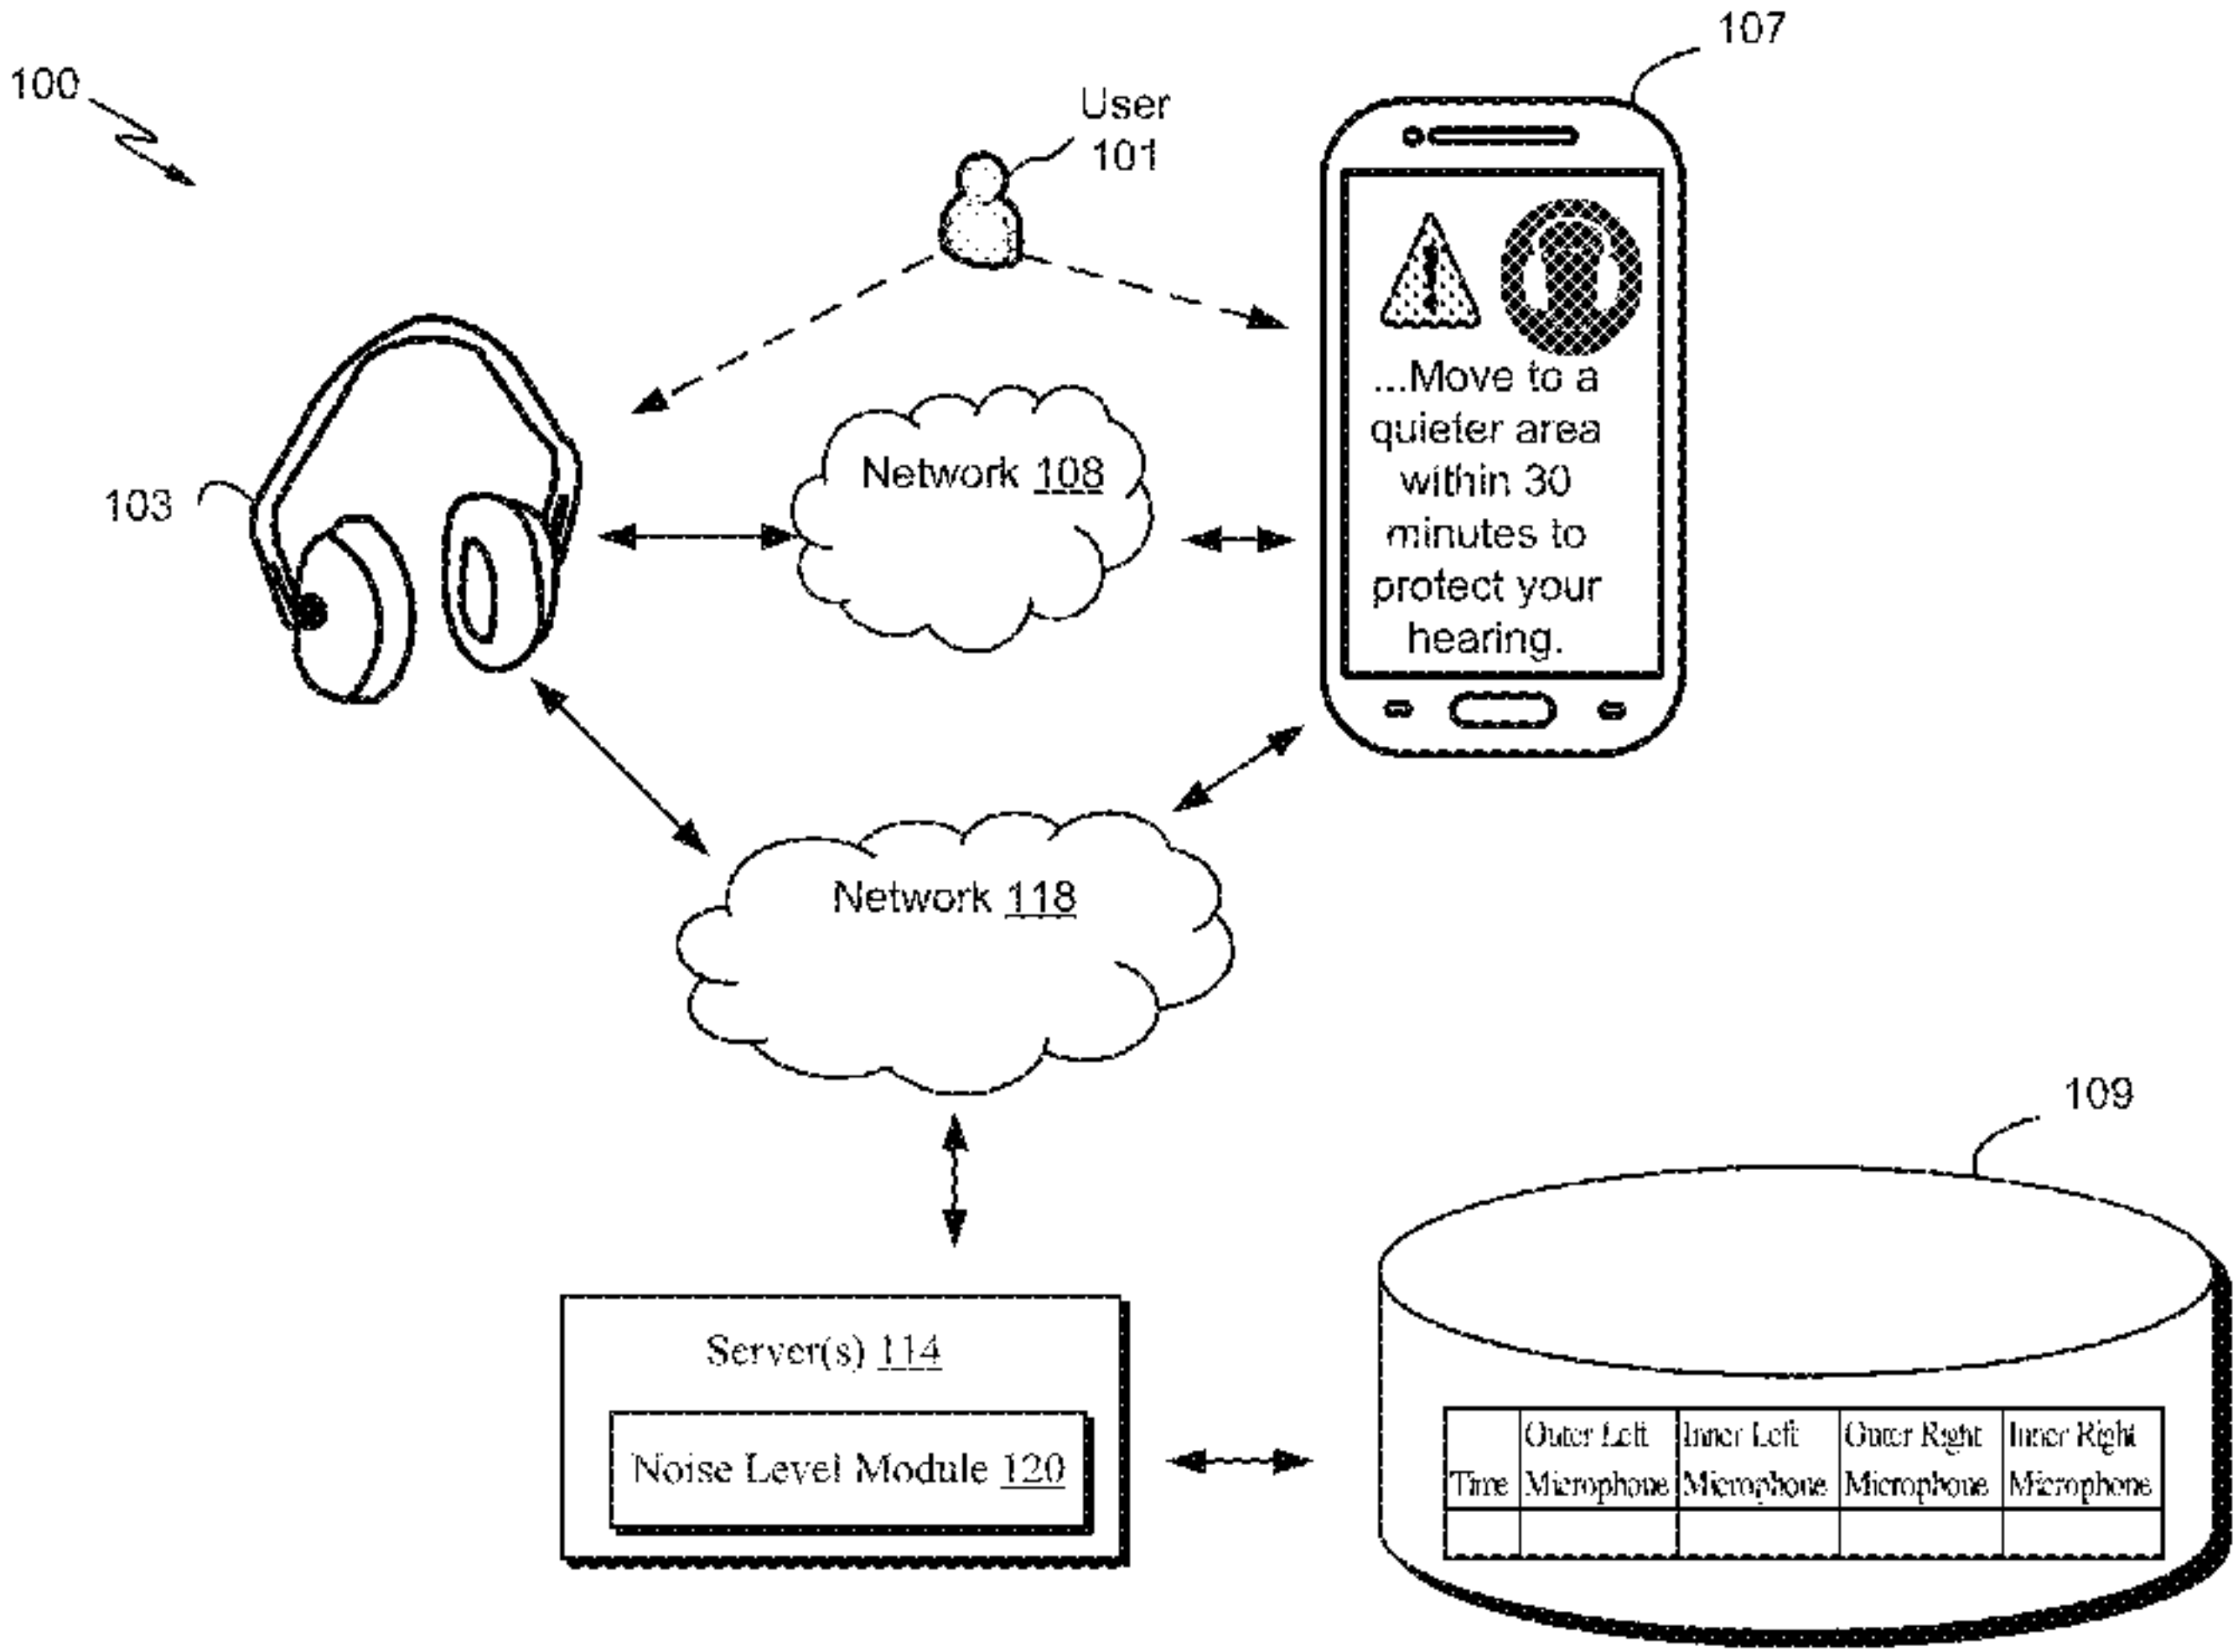 100
User
101
107
...Move to a
quieter area
within 30
minutes to
protect your
hearing.
103
Network 108
Network 118
109
Server(s) 114
Noise Level Module 120
Time
Outer Left
Microphone
Inner Left
Microphone
Outer Right
Microphone
Inner Right
Microphone